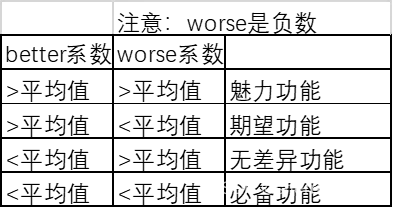 注意：worse是负数
better系数 worse系数
>平均值 >平均值 魅力功能
>平均值 <平均值 期望功能
<平均值 >平均值 无差异功能
<平均值 <平均值 必备功能